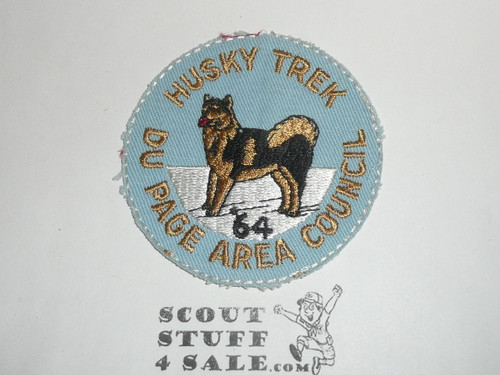 HUSKY TREK
'64
DU PAGE AREA COUNCIL
SCOUT
STUFF
4 SALE.COM